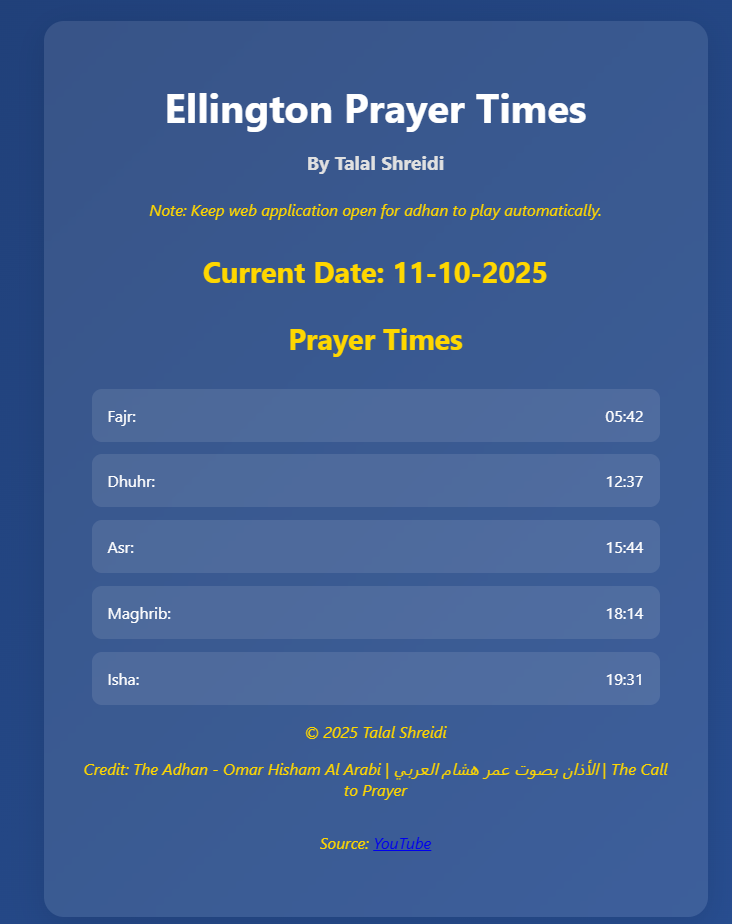 Ellington Prayer Times
By Talal Shreidi
Note: Keep web application open for adhan to play automatically.
Current Date: 11-10-2025
Prayer Times
Fajr: 05:42
Dhuhr: 12:37
Asr: 15:44
Maghrib: 18:14
Isha: 19:31
© 2025 Talal Shreidi
Credit: The Adhan - Omar Hisham Al Arabi | الأذان بصوت عمر هشام العربي | The Call
to Prayer
Source: YouTube